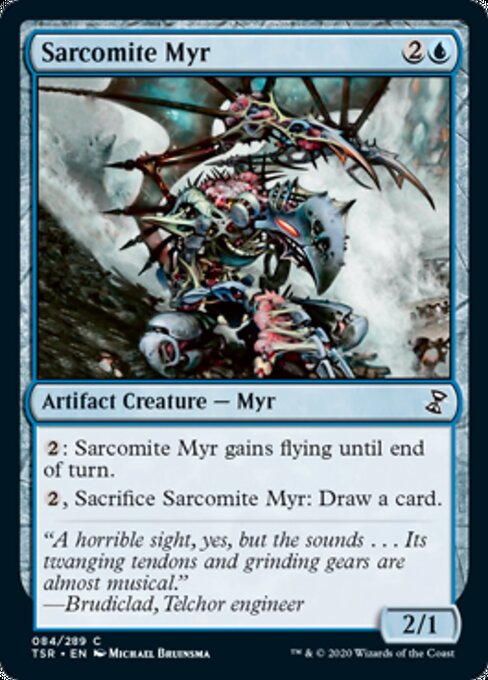 Sarcomite Myr 2
Artifact Creature — Myr
2: Sarcomite Myr gains flying until end
of turn.
2, Sacrifice Sarcomite Myr: Draw a card.
“A horrible sight, yes, but the sounds . . . Its
twanging tendons and grinding gears are
almost musical.”
—Brudiclad, Telchor engineer
2/1
084/289 C
TSR • EN Michael Bruinsma
™ & © 2020 Wizards of the Coast